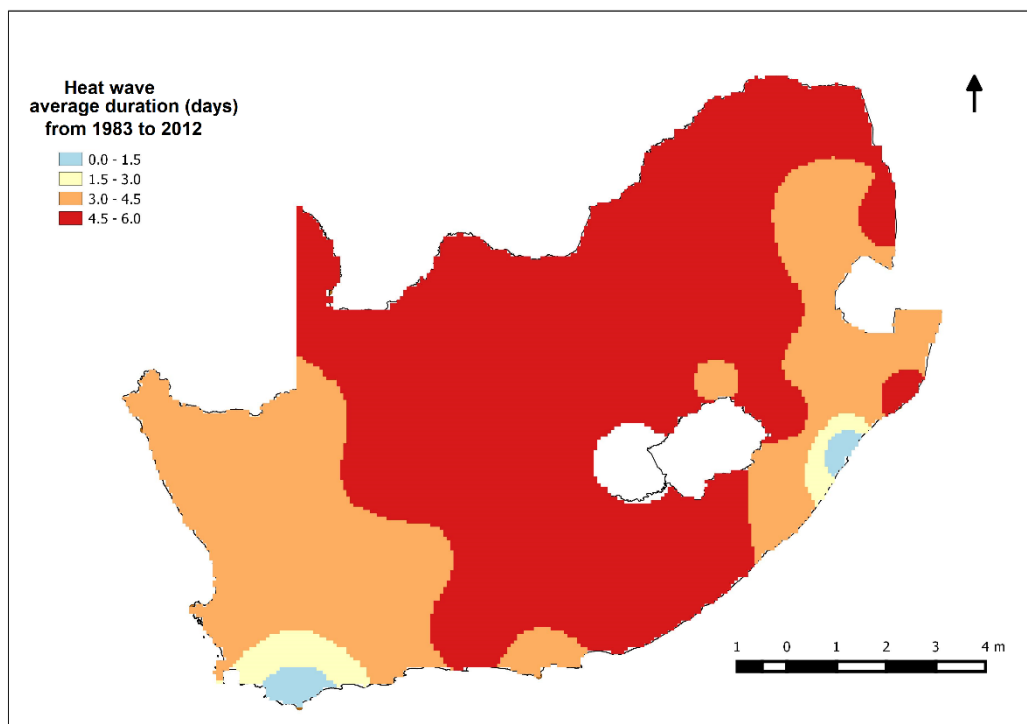 Heat wave
average duration (days)
from 1983 to 2012
0.0 - 1.5
1.5 - 3.0
3.0 - 4.5
4.5 - 6.0
1 0 1 2 3 4 m